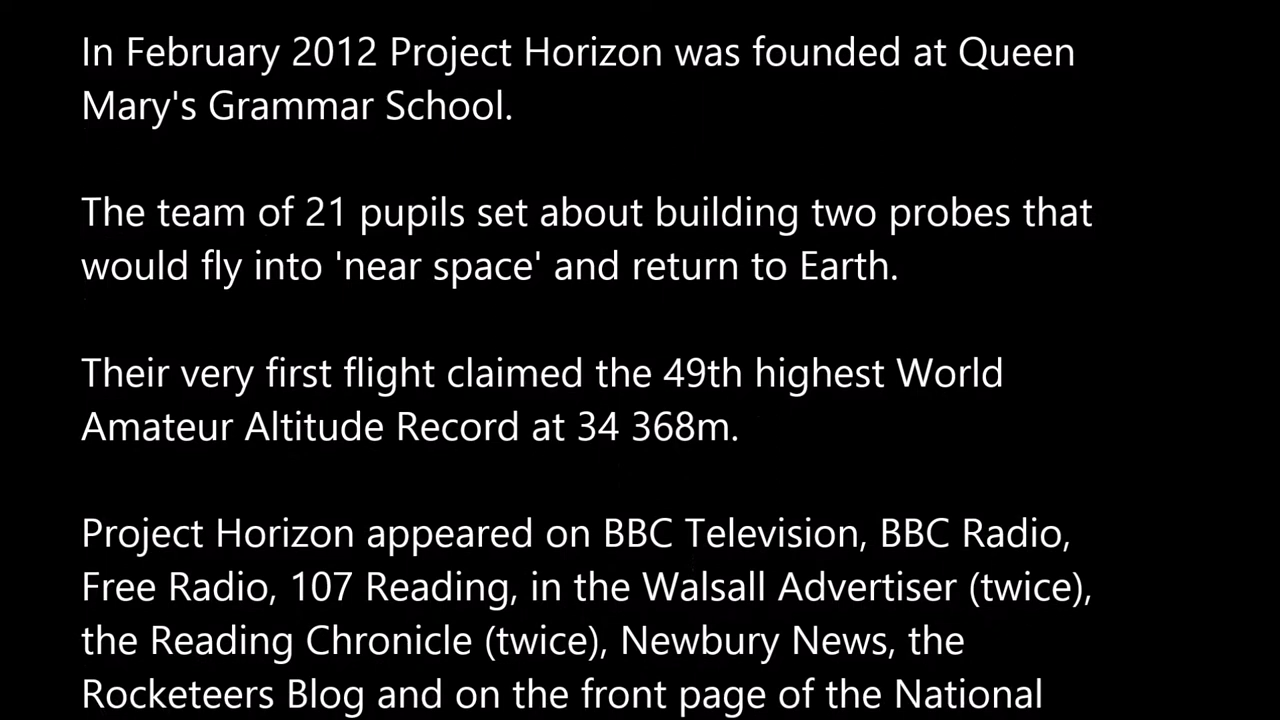 In February 2012 Project Horizon was founded at Queen
Mary's Grammar School.
The team of 21 pupils set about building two probes that
would fly into 'near space' and return to Earth.
Their very first flight claimed the 49th highest World
Amateur Altitude Record at 34 368m.
Project Horizon appeared on BBC Television, BBC Radio,
Free Radio, 107 Reading, in the Walsall Advertiser (twice),
the Reading Chronicle (twice), Newbury News, the
Rocketeers Blog and on the front page of the National